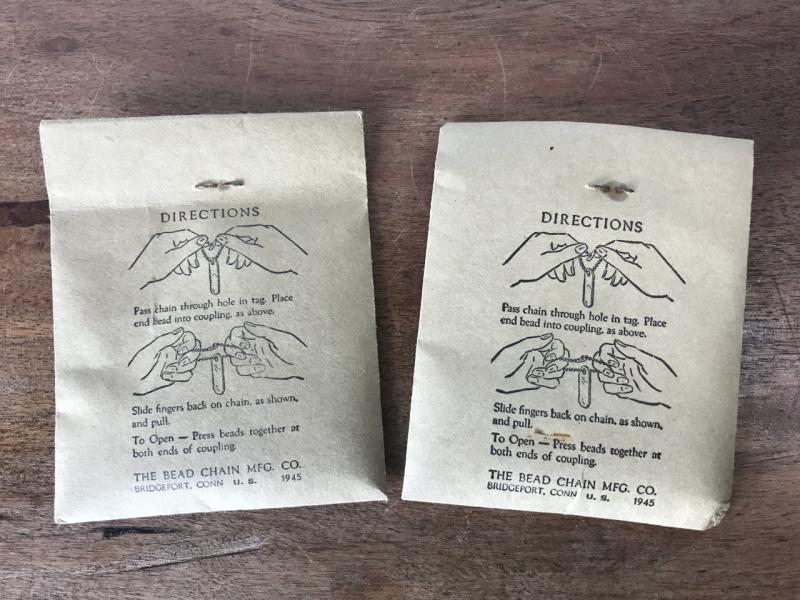 DIRECTIONS
Pass chain through hole in tag. Place
end bead into coupling, as above.
Slide fingers back on chain, as shown,
and pull.
To Open — Press beads together at
both ends of coupling.
THE BEAD CHAIN MFG. CO.
BRIDGEPORT, CONN U. S. 1945
DIRECTIONS
Pass chain through hole in tag. Place
end bead into coupling, as above.
Slide fingers back on chain, as shown,
and pull.
To Open — Press beads together at
both ends of coupling.
THE BEAD CHAIN MFG. CO.
BRIDGEPORT, CONN U. S. 1945